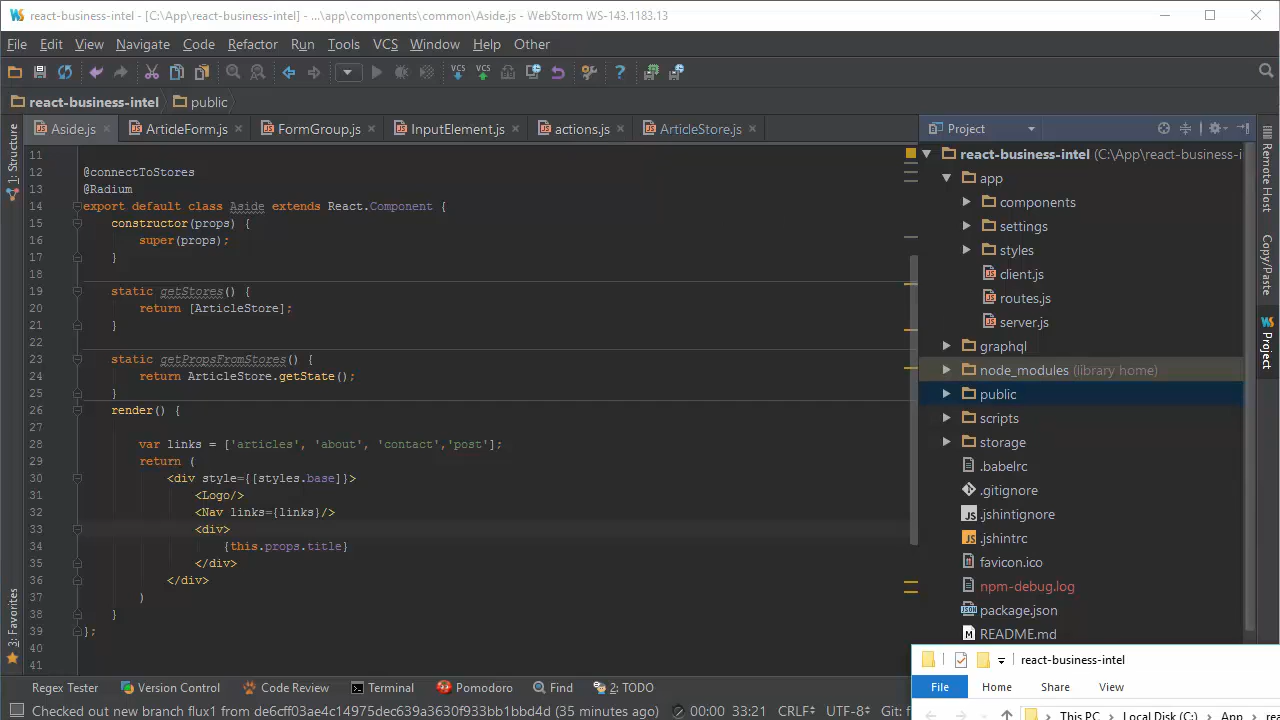 react-business-intel - [C:\App\react-business-intel] - ...\app\components\common\Aside.js - WebStorm WS-143.1183.13
File Edit View Navigate Code Refactor Run Tools VCS Window Help Other
VCS VCS
react-business-intel public
Aside.js ArticleForm.js FormGroup.js InputElement.js actions.js ArticleStore.js
11
12 @connectToStores
13 @Radium
14 export default class Aside extends React.Component {
15 constructor(props) {
16 super(props);
17 }
18
19 static getStores() {
20 return [ArticleStore];
21 }
22
23 static getPropsFromStores() {
24 return ArticleStore.getState();
25 }
26 render() {
27
28 var links = ['articles', 'about', 'contact','post'];
29 return (
30 <div style={[styles.base]}>
31 <Logo/>
32 <Nav links={links}/>
33 <div>
34 {this.props.title}
35 </div>
36 </div>
37 )
38 }
39 };
40
41
1: Structure
3: Favorites
Project
react-business-intel (C:\App\react-business-i
app
components
settings
styles
client.js
routes.js
server.js
graphql
node_modules (library home)
public
scripts
storage
.babelrc
.gitignore
.jshintignore
.jshintrc
favicon.ico
npm-debug.log
package.json
README.md
Remote Host
Copy/Paste
Project
react-business-intel
File Home Share View
This PC Local Disk (C:) App
Regex Tester Version Control Code Review Terminal Pomodoro Find 2: TODO
Checked out new branch flux1 from de6cff03ae4c14975dec639a3630f933bb1bbd4d (35 minutes ago) 00:00 33:21 CRLF UTF-8 Git: f